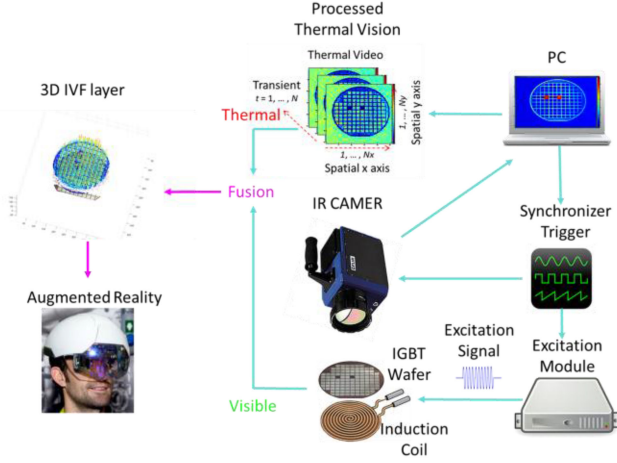 Processed
Thermal Vision
Thermal Video
Transient
t = 1, … , N
Thermal
1, … , Ny
Spatial y axis
1, … , Nx
Spatial x axis
PC
3D IVF layer
Fusion
IR CAMER
Synchronizer
Trigger
Augmented Reality
Excitation
Signal
Excitation
Module
IGBT
Wafer
Visible
Induction
Coil